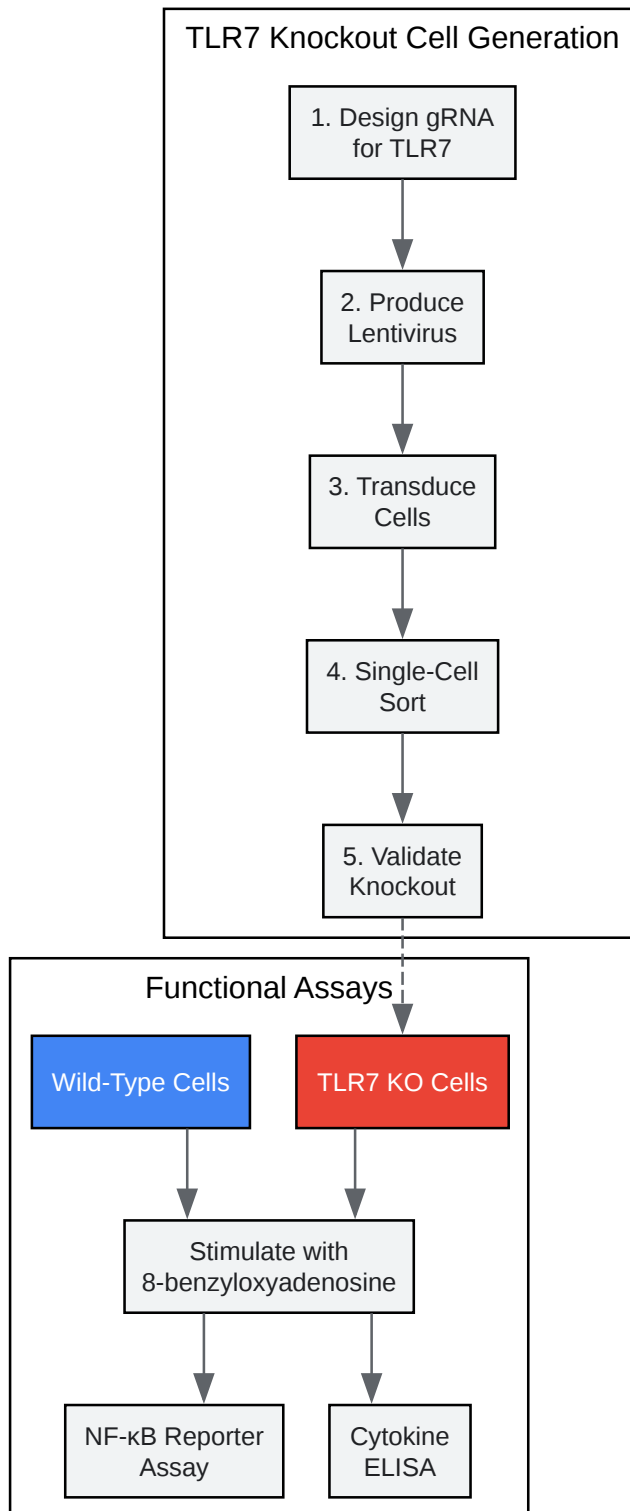 TLR7 Knockout Cell Generation
1. Design gRNA
for TLR7
2. Produce
Lentivirus
3. Transduce
Cells
4. Single-Cell
Sort
5. Validate
Knockout
Functional Assays
Wild-Type Cells
TLR7 KO Cells
Stimulate with
8-benzyloxyadenosine
NF-κB Reporter
Assay
Cytokine
ELISA